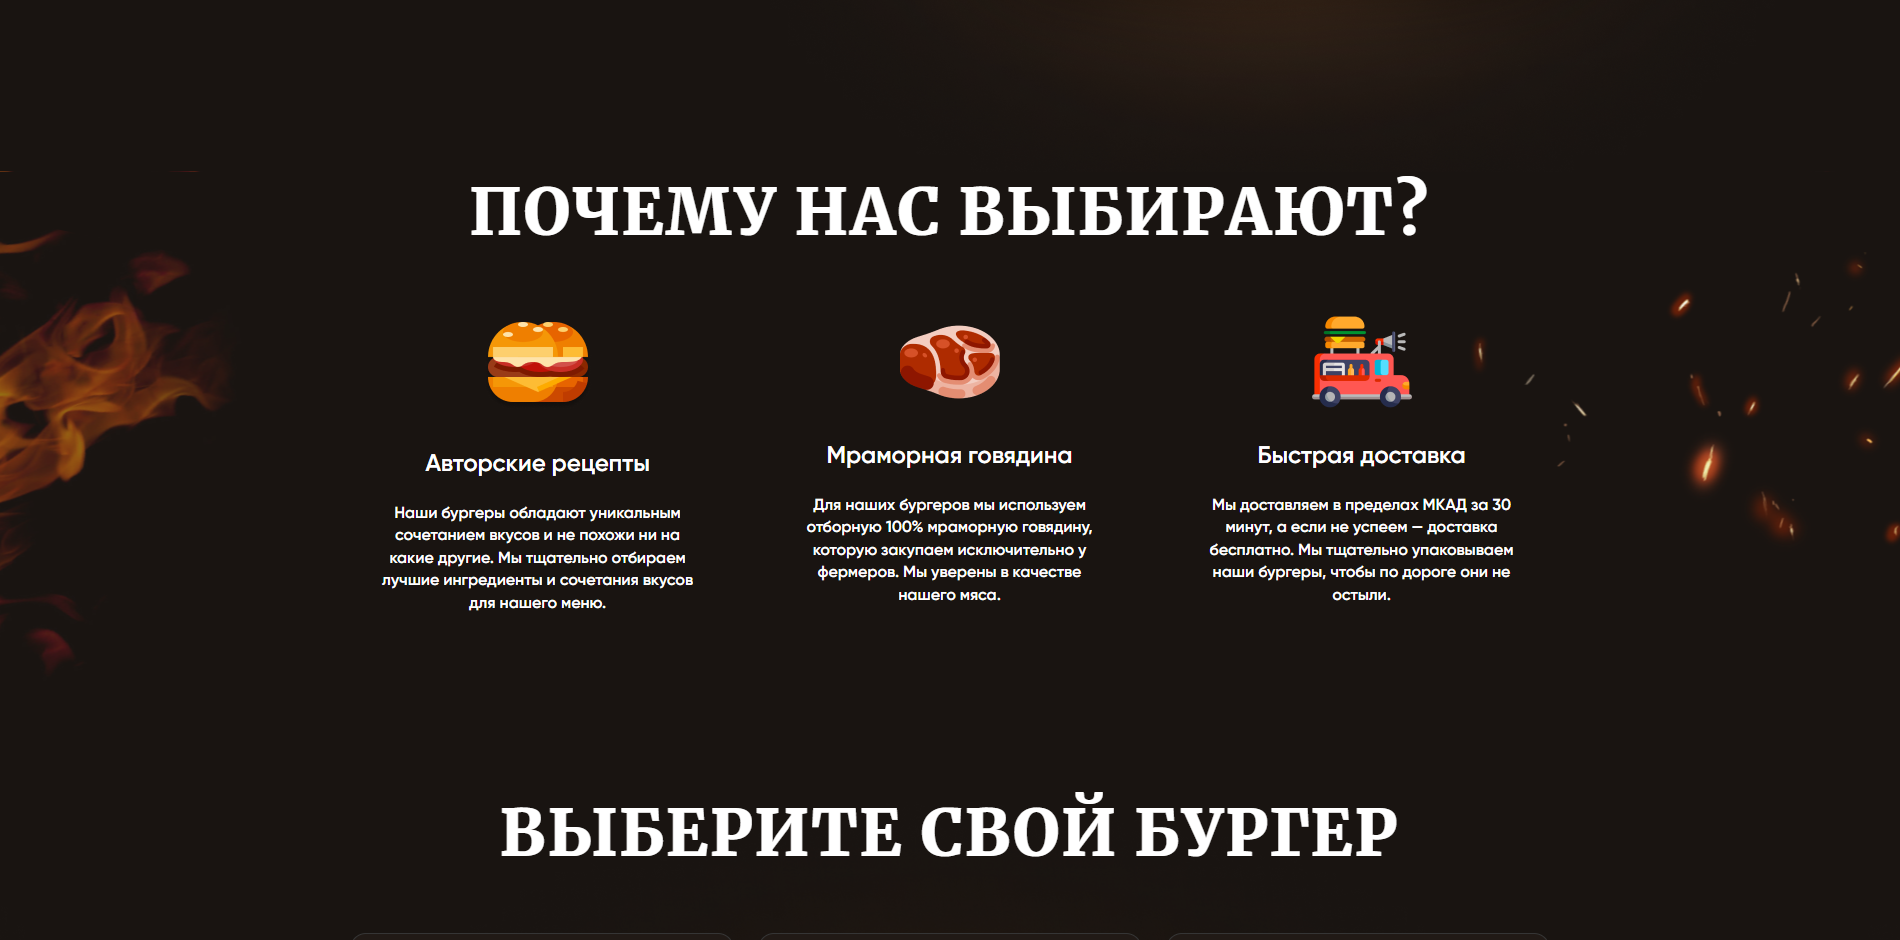 ПОЧЕМУ НАС ВЫБИРАЮТ?
Авторские рецепты
Наши бургеры обладают уникальным
сочетанием вкусов и не похожи ни на
какие другие. Мы тщательно отбираем
лучшие ингредиенты и сочетания вкусов
для нашего меню.
Мраморная говядина
Для наших бургеров мы используем
отборную 100% мраморную говядину,
которую закупаем исключительно у
фермеров. Мы уверены в качестве
нашего мяса.
Быстрая доставка
Мы доставляем в пределах МКАД за 30
минут, а если не успеем — доставка
бесплатно. Мы тщательно упаковываем
наши бургеры, чтобы по дороге они не
остыли.
ВЫБЕРИТЕ СВОЙ БУРГЕР